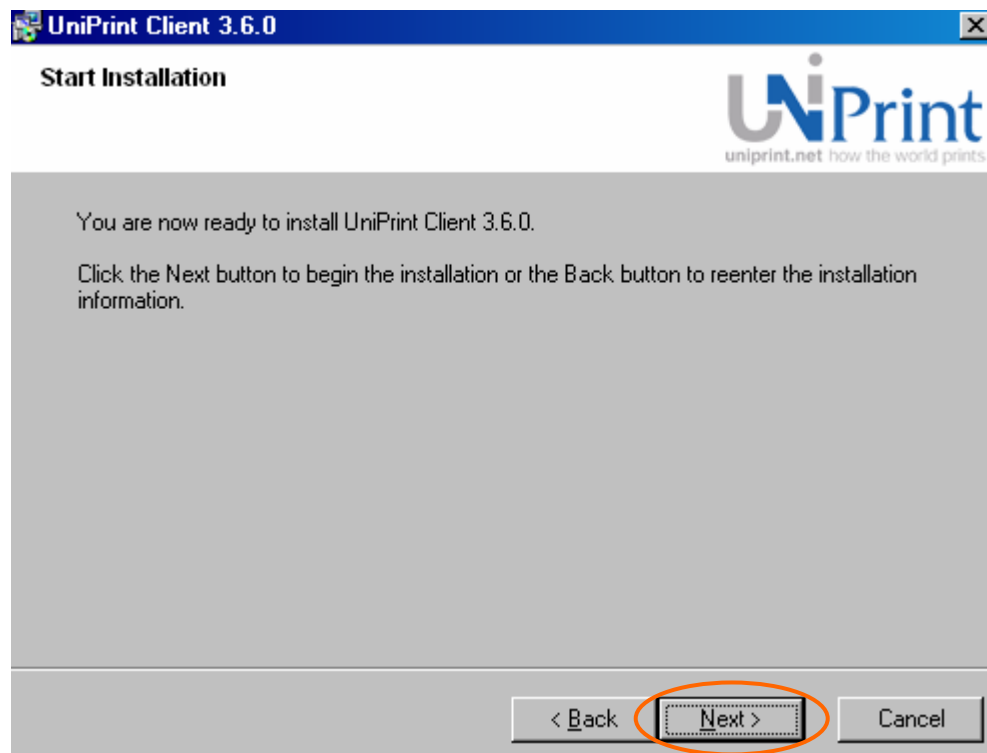 UniPrint Client 3.6.0
Start Installation
UNiPrint
uniprint.net how the world prints
You are now ready to install UniPrint Client 3.6.0.
Click the Next button to begin the installation or the Back button to reenter the installation
information.
< Back Next > Cancel